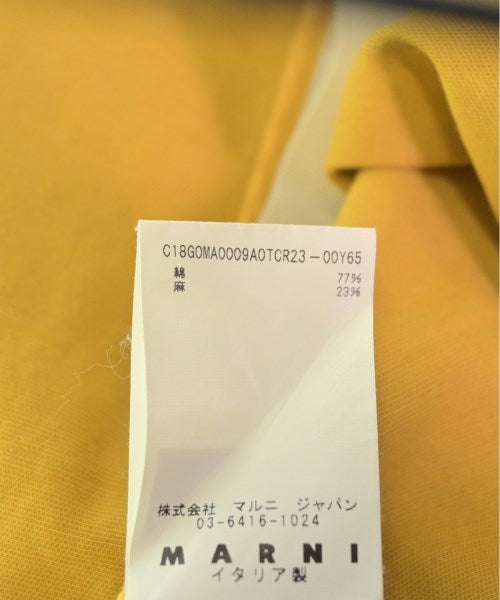 C18GOMA0009A0TCR23-00Y65
綿 77%
麻 23%
株式会社 マルニ ジャパン
03-6416-1024
MARNI
イタリア製